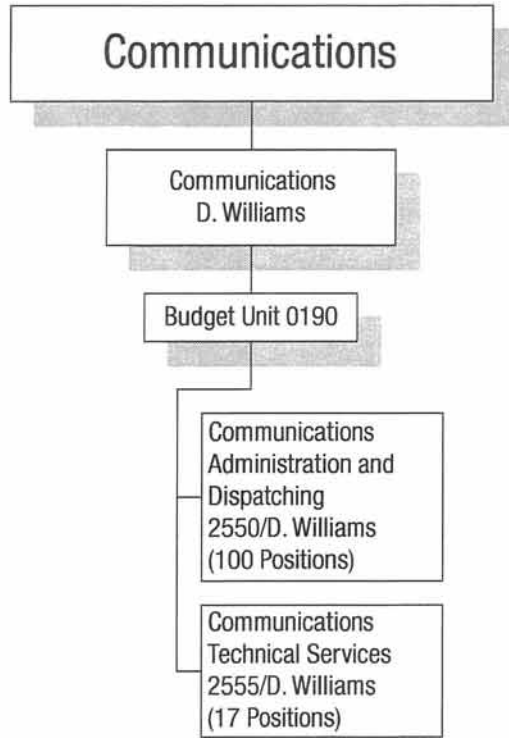 Communications
Communications
D. Williams
Budget Unit 0190
Communications
Administration and
Dispatching
2550/D. Williams
(100 Positions)
Communications
Technical Services
2555/D. Williams
(17 Positions)